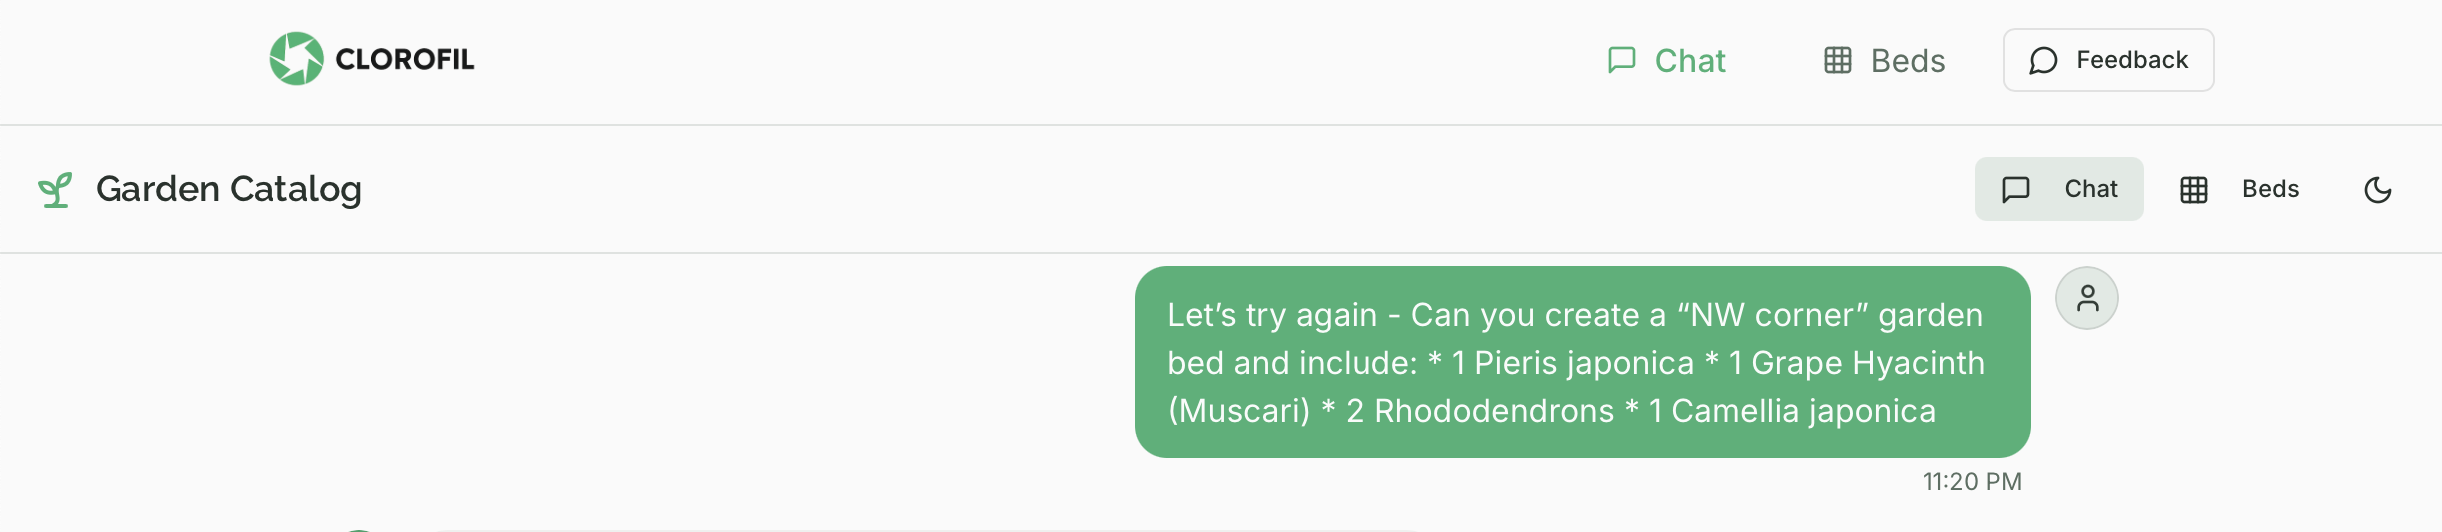 CLOROFIL
Chat
Beds
Feedback
Garden Catalog
Chat
Beds
Let’s try again - Can you create a “NW corner” garden
bed and include: * 1 Pieris japonica * 1 Grape Hyacinth
(Muscari) * 2 Rhododendrons * 1 Camellia japonica
11:20 PM